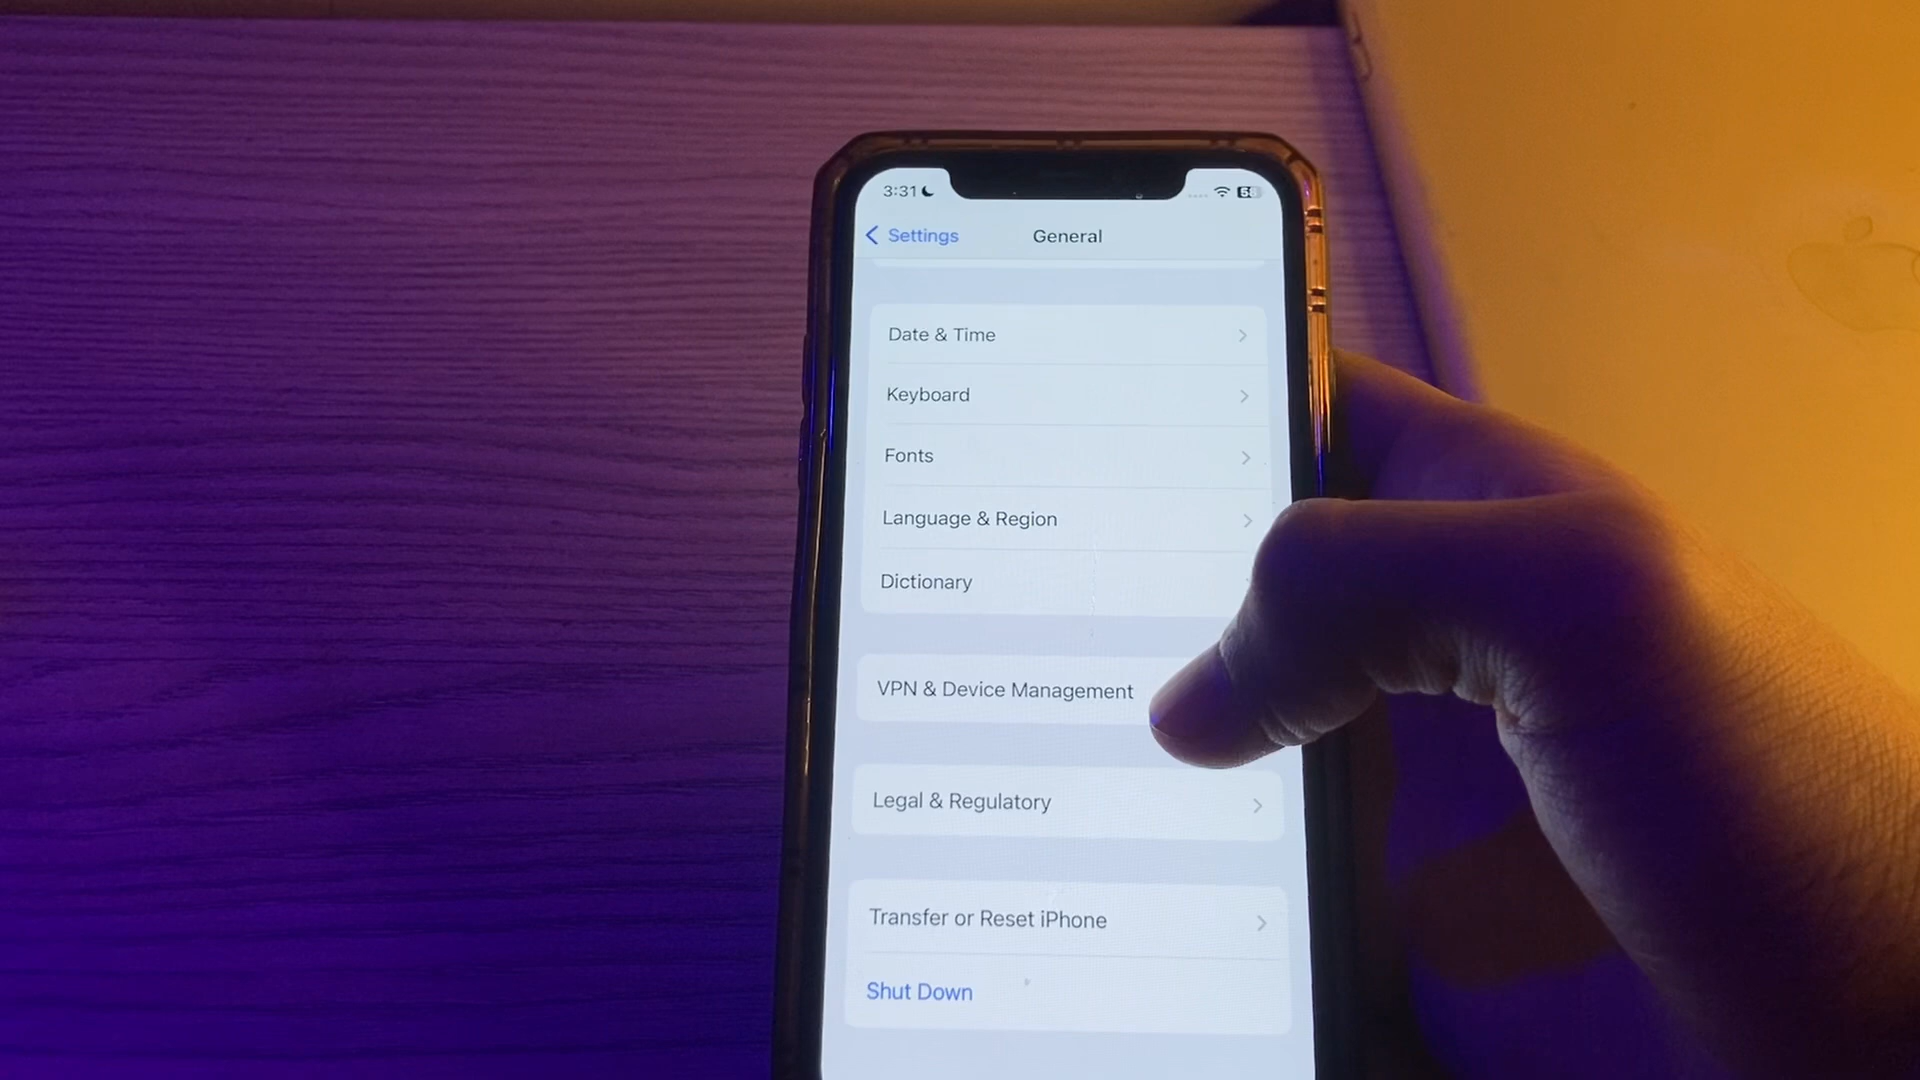 3:31
Settings
General
Date & Time
Keyboard
Fonts
Language & Region
Dictionary
VPN & Device Management
Legal & Regulatory
Transfer or Reset iPhone
Shut Down